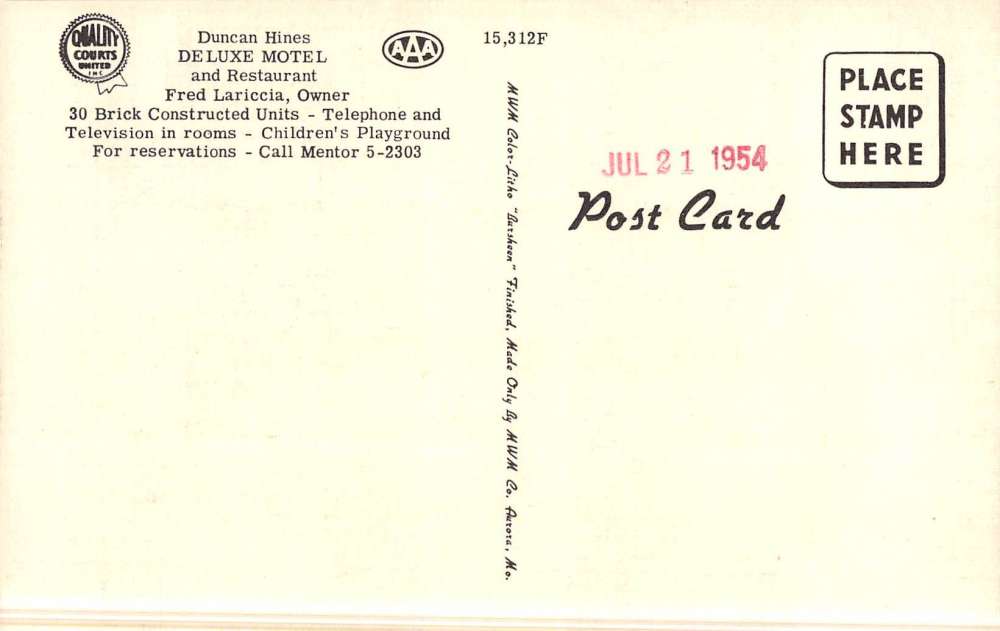 QUALITY
COURTS
UNITED
INC
Duncan Hines
DELUXE MOTEL
and Restaurant
Fred Lariccia, Owner
30 Brick Constructed Units - Telephone and
Television in rooms - Children's Playground
For reservations - Call Mentor 5-2303
AAA
15,312F
MWM Color-Litho "Dursheen" Finished, Made Only By MWM Co. Aurora, Mo.
JUL 21 1954
Post Card
PLACE
STAMP
HERE